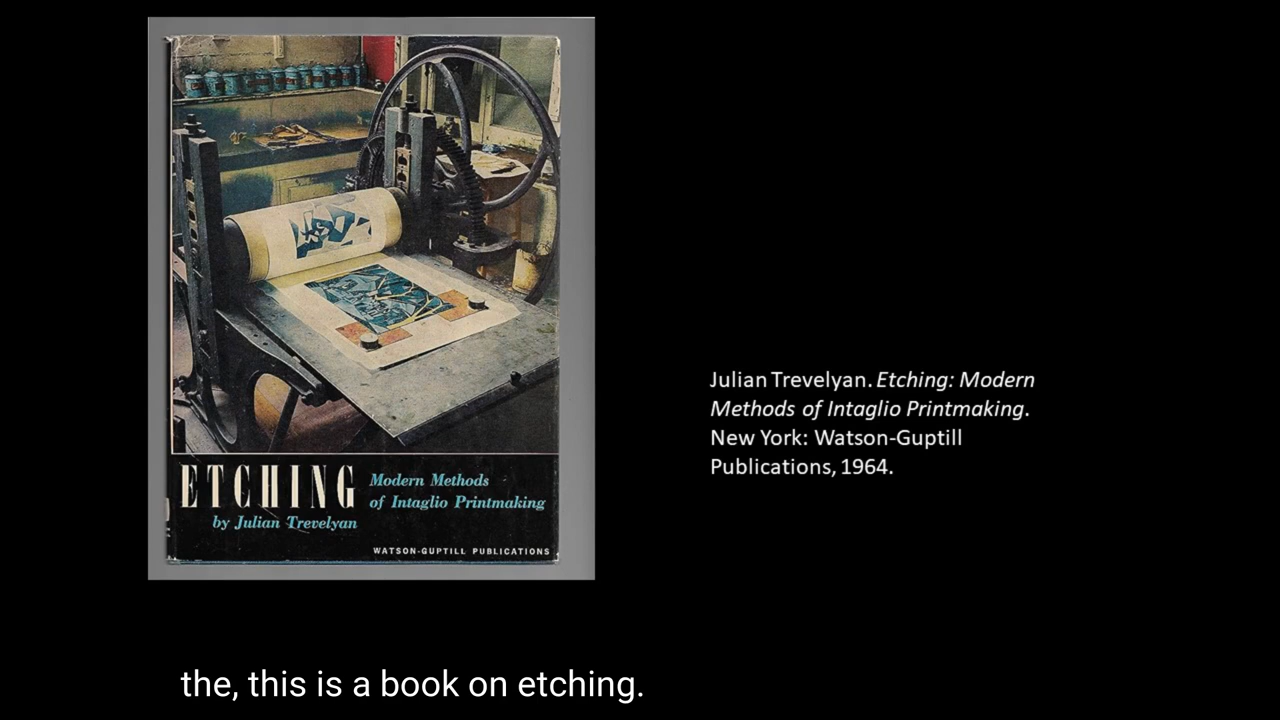 ETCHING
Modern Methods
of Intaglio Printmaking
by Julian Trevelyan
WATSON-GUPTILL PUBLICATIONS
Julian Trevelyan. Etching: Modern
Methods of Intaglio Printmaking.
New York: Watson-Guptill
Publications, 1964.
the, this is a book on etching.